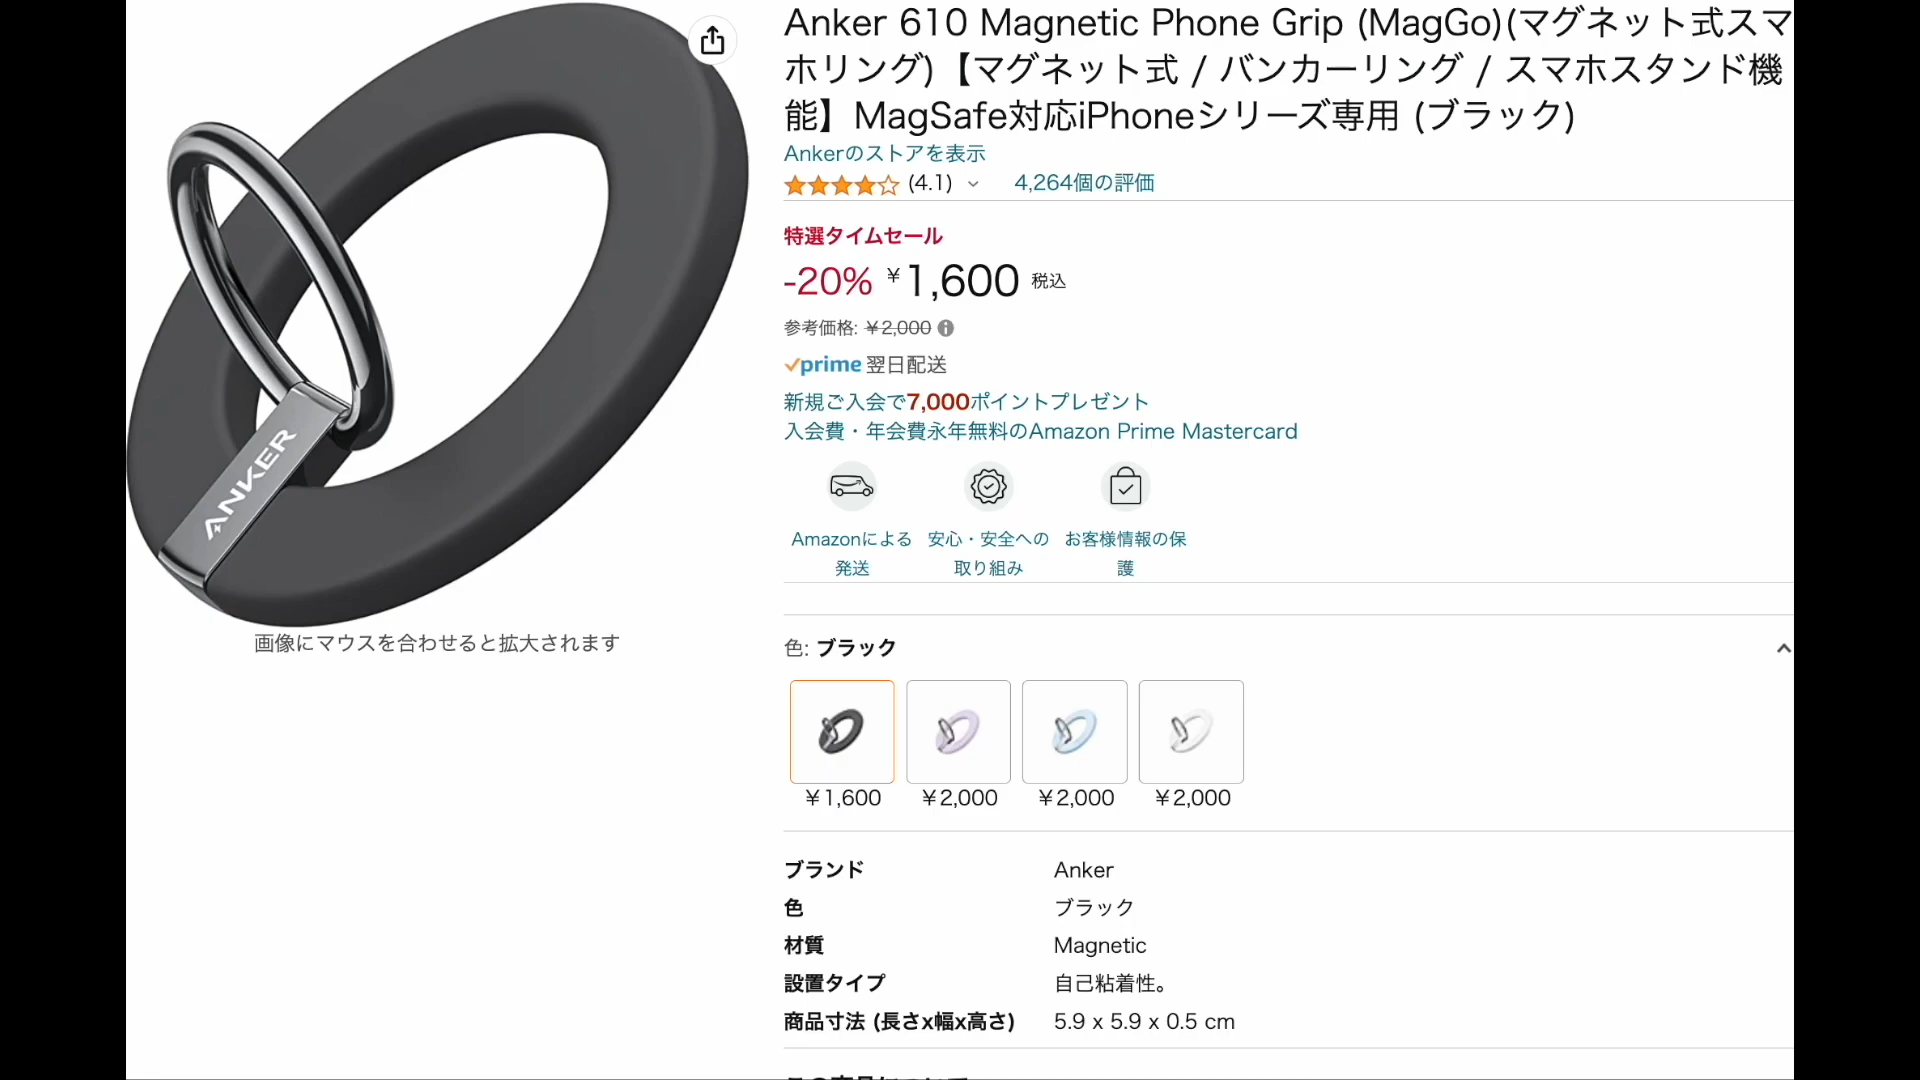 Anker 610 Magnetic Phone Grip (MagGo)(マグネット式スマ
ホリング)【マグネット式 / バンカーリング / スマホスタンド機
能】MagSafe対応iPhoneシリーズ専用 (ブラック)
Ankerのストアを表示
(4.1) 4,264個の評価
特選タイムセール
-20% ¥1,600 税込
参考価格: ¥2,000
prime 翌日配送
新規ご入会で7,000ポイントプレゼント
入会費・年会費永年無料のAmazon Prime Mastercard
Amazonによる 安心・安全への お客様情報の保
発送 取り組み 護
ANKER
画像にマウスを合わせると拡大されます
色: ブラック
¥1,600 ¥2,000 ¥2,000 ¥2,000
ブランド Anker
色 ブラック
材質 Magnetic
設置タイプ 自己粘着性。
商品寸法 (長さx幅x高さ) 5.9 x 5.9 x 0.5 cm